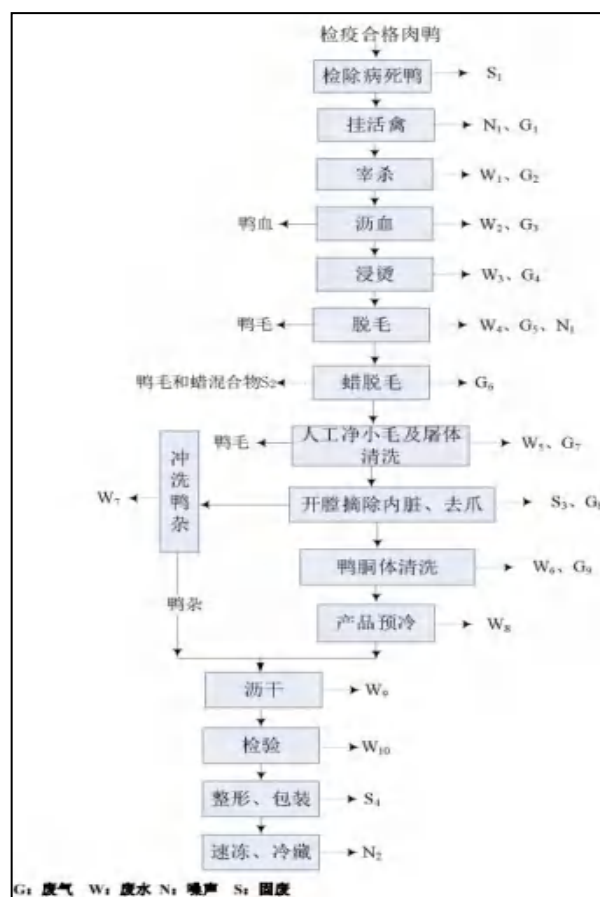 检疫合格肉鸭
检除病死鸭
S₁
挂活禽
N₁、G₁
宰杀
W₁、G₂
鸭血
沥血
W₂、G₃
浸烫
W₃、G₄
鸭毛
脱毛
W₄、G₅、N₁
鸭毛和蜡混合物S₂
蜡脱毛
G₆
鸭毛
人工净小毛及屠体
清洗
W₅、G₇
W₇
冲洗鸭杂
开膛摘除内脏、去爪
S₃、G₈
鸭胴体清洗
W₆、G₉
鸭杂
产品预冷
W₈
沥干
W₉
检验
W₁₀
整形、包装
S₄
速冻、冷藏
N₂
G：废气 W：废水 N：噪声 S：固废